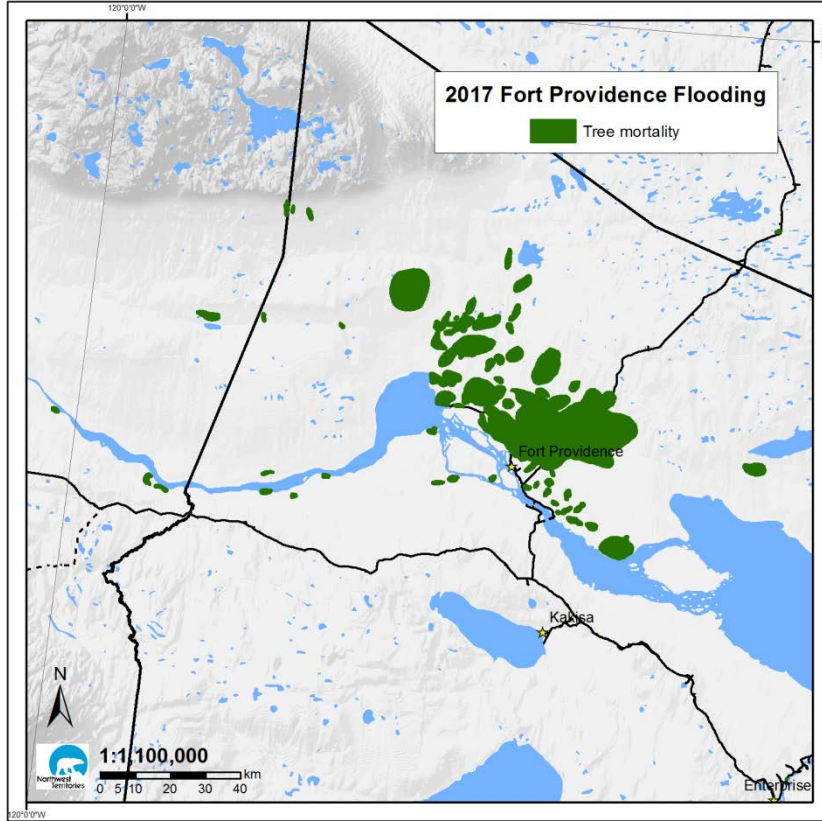 120°0'0"W
2017 Fort Providence Flooding
Tree mortality
Fort Providence
Kakisa
N
1:1,100,000
0 5 10 20 30 40 km
Northwest
Territories
Enterprise
120°0'0"W